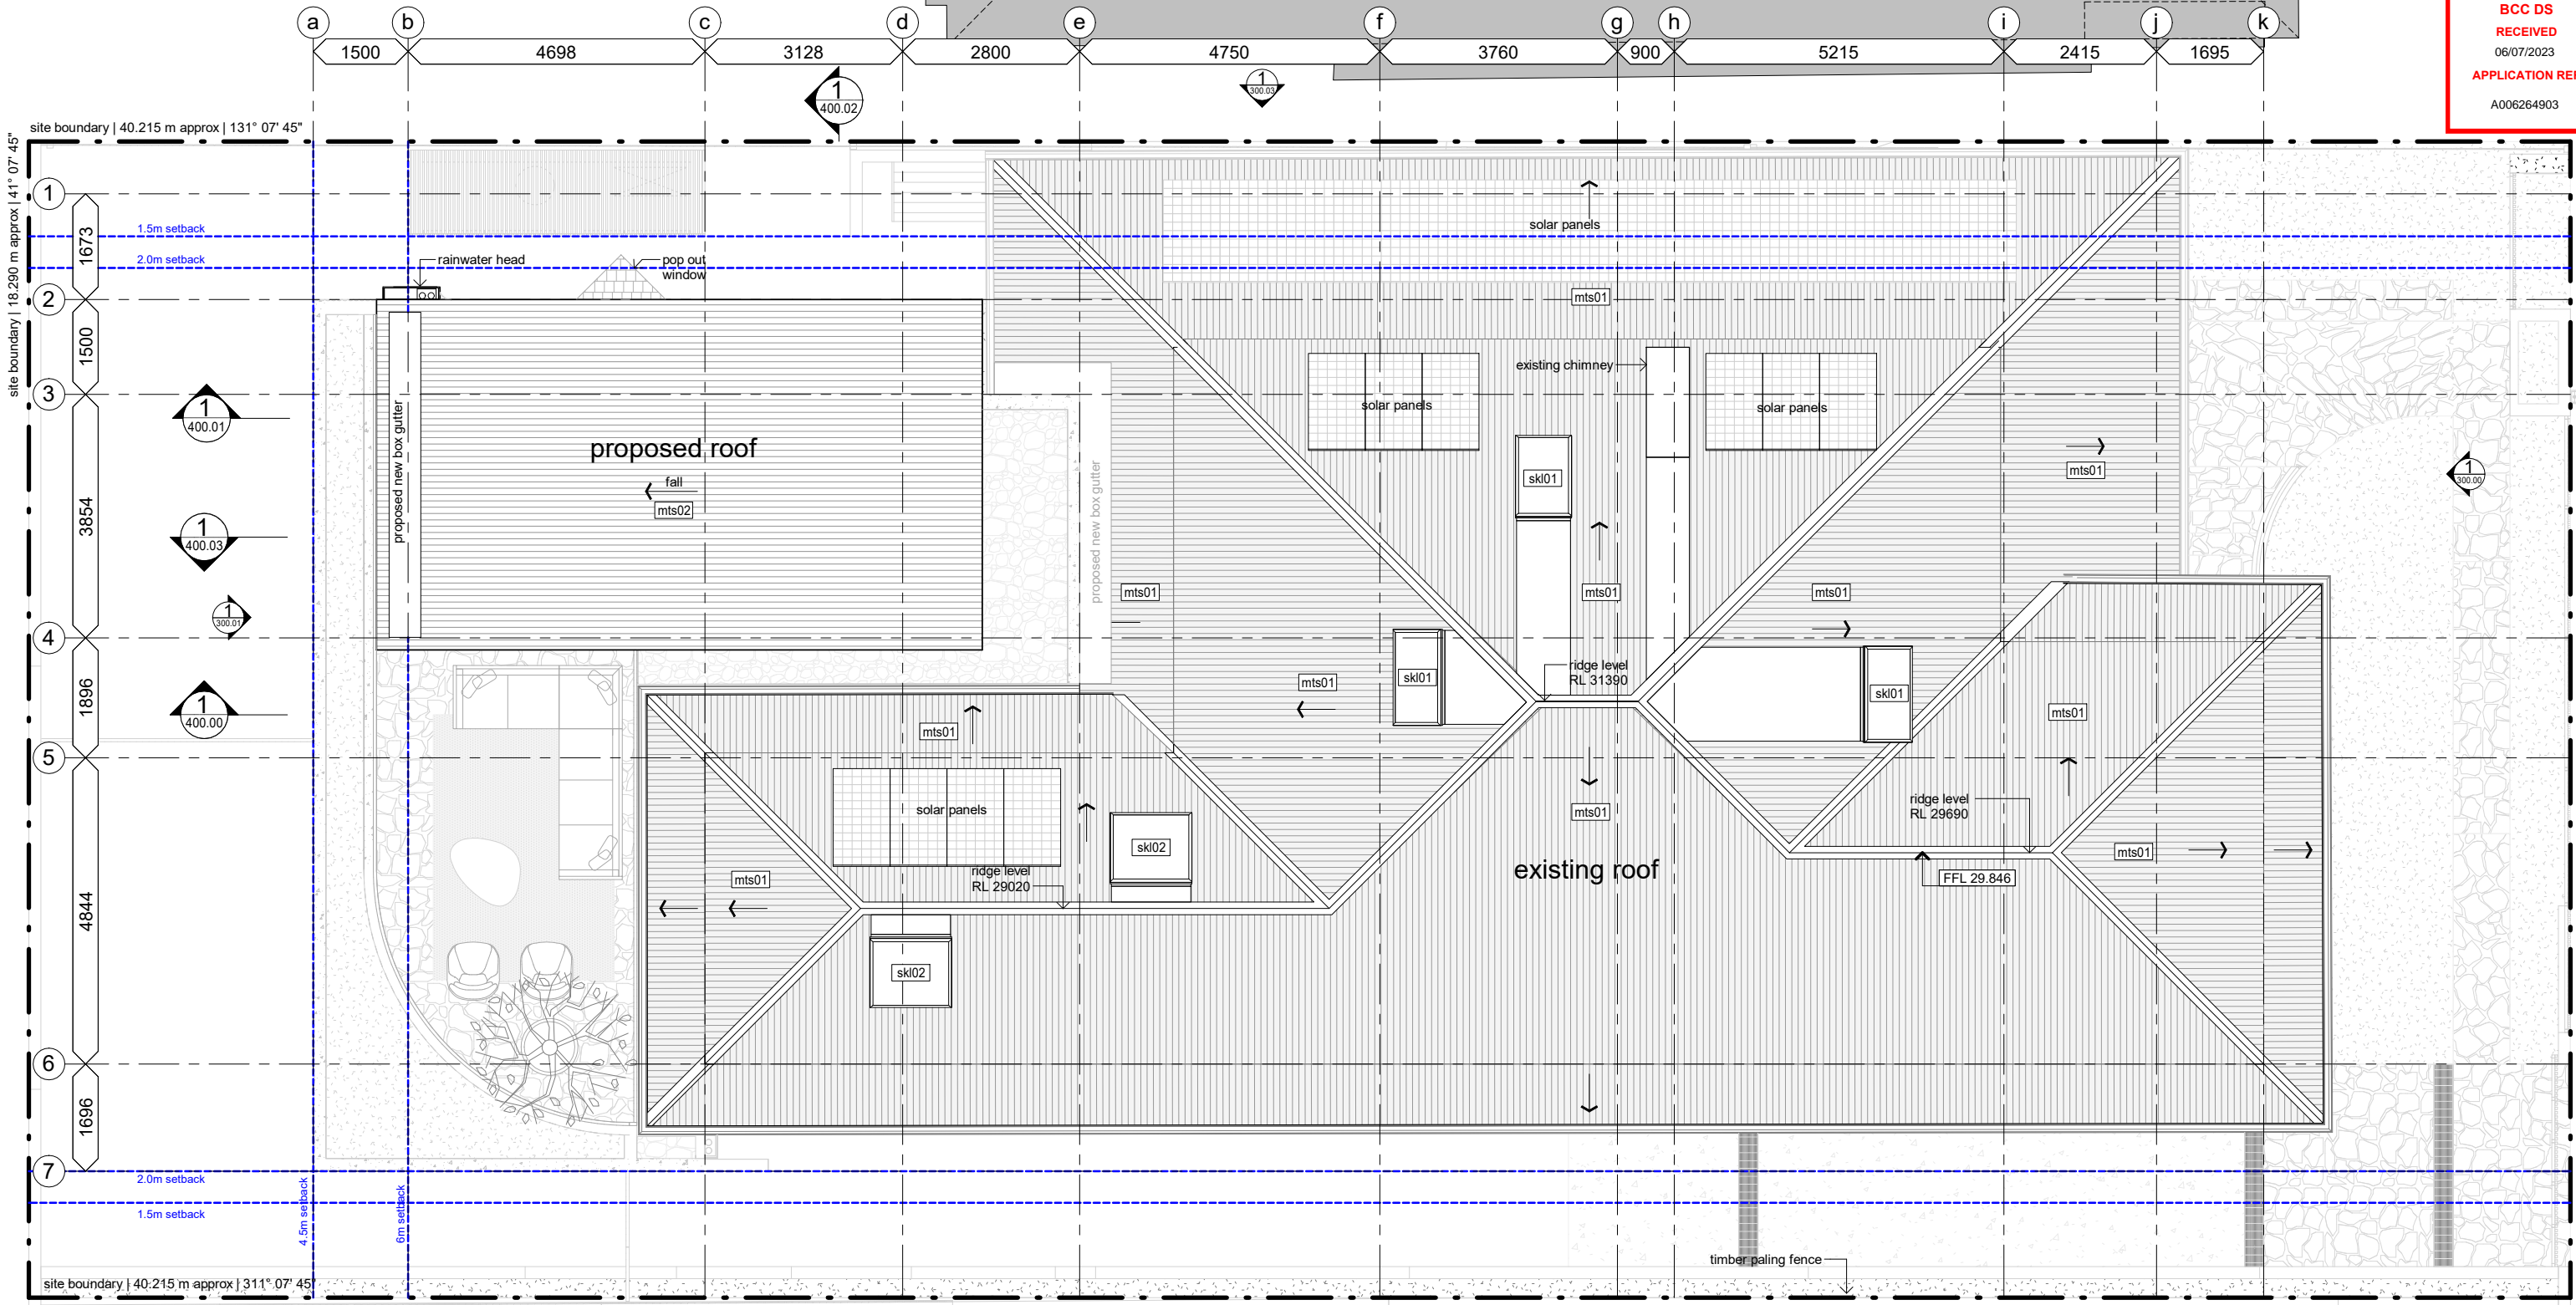 a
b
c
d
e
f
g
h
i
j
k
1500
4698
3128
2800
4750
3760
900
5215
2415
1695
BCC DS
RECEIVED
06/07/2023
APPLICATION REF
A006264903
1
400.02
1
300.03
site boundary | 40.215 m approx | 131° 07' 45"
site boundary | 18.290 m approx | 41° 07' 45"
1
1673
1.5m setback
2.0m setback
solar panels
rainwater head
pop out
window
2
mts01
1500
existing chimney
3
solar panels
solar panels
1
400.01
proposed new box gutter
proposed roof
fall
mts02
proposed new box gutter
skl01
mts01
1
300.00
3854
1
400.03
mts01
mts01
mts01
1
300.01
4
skl01
ridge level
RL 31390
mts01
skl01
1896
1
400.00
mts01
mts01
5
solar panels
mts01
ridge level
RL 29690
skl02
mts01
mts01
existing roof
FFL 29.846
ridge level
RL 29020
4844
skl02
6
1696
7
2.0m setback
1.5m setback
4.5m setback
6m setback
timber paling fence
site boundary | 40.215 m approx | 311° 07' 45"